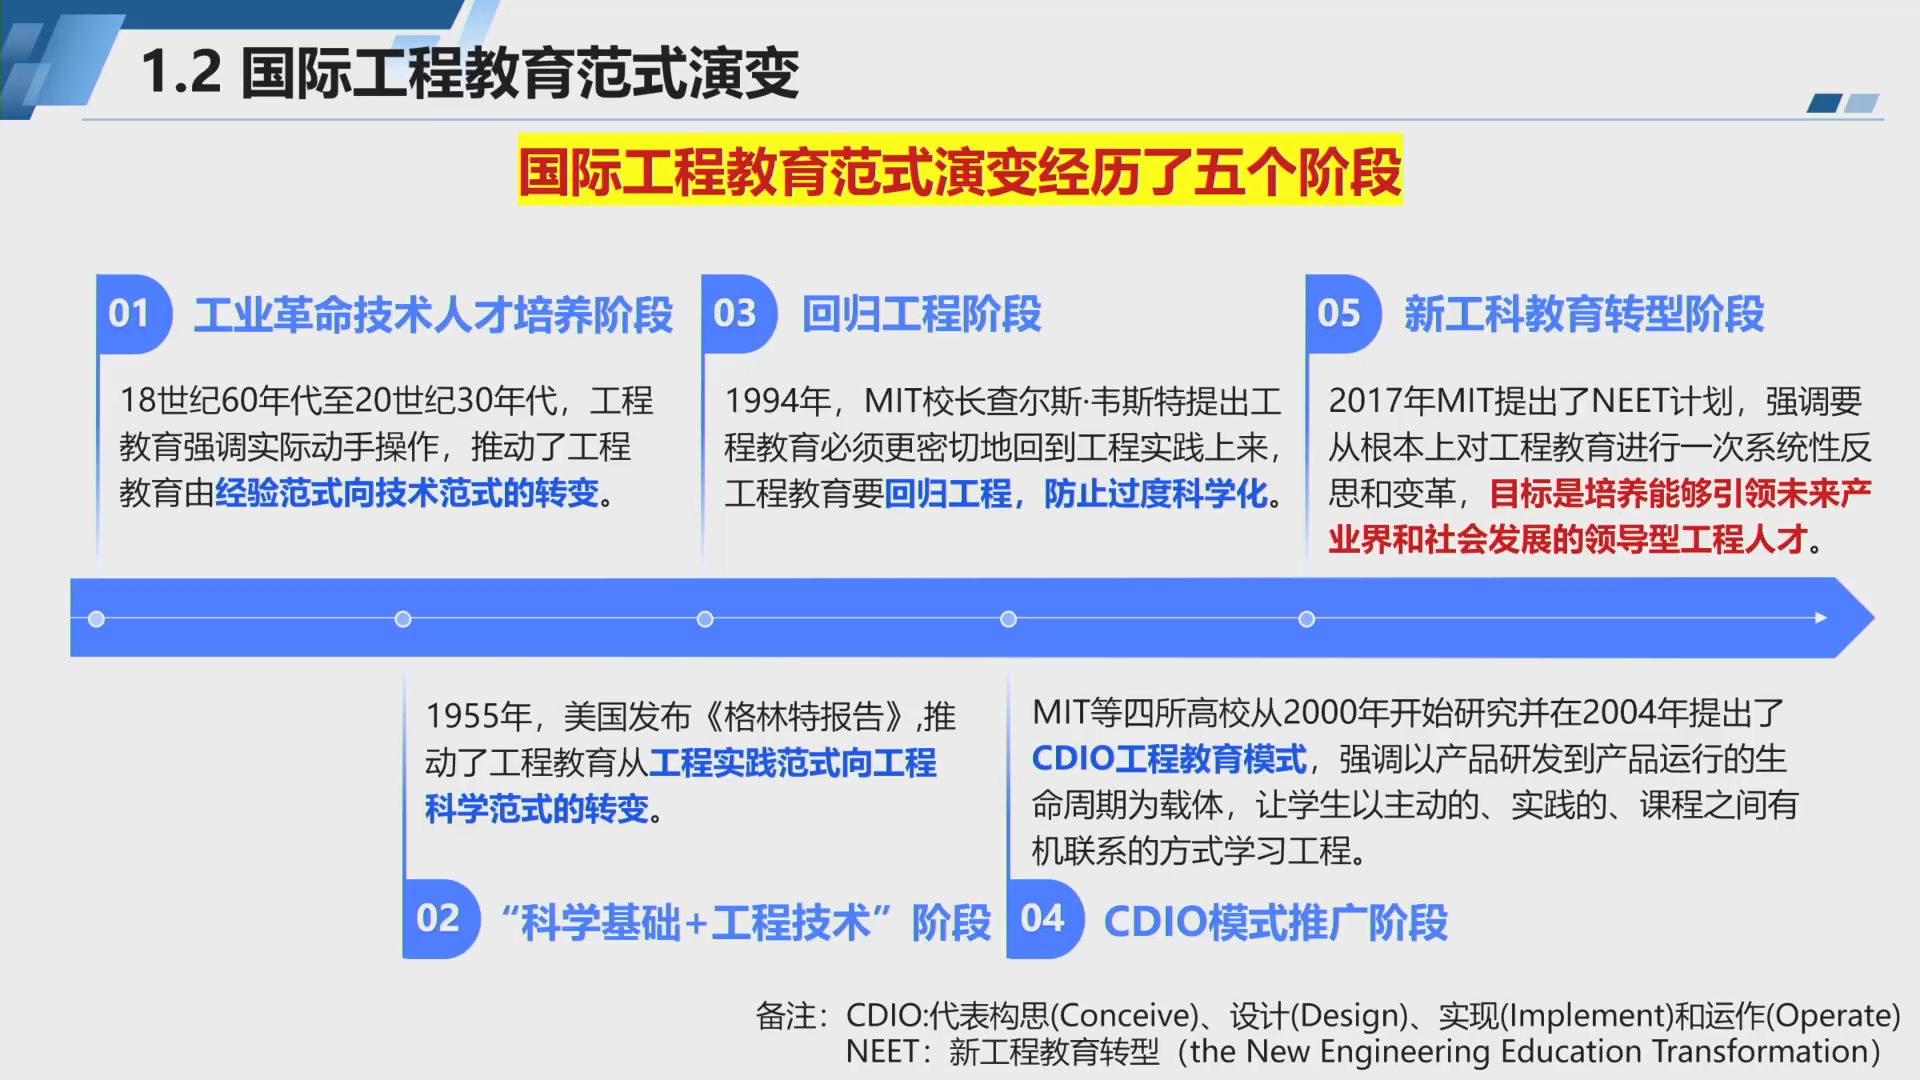 1.2 国际工程教育范式演变
国际工程教育范式演变经历了五个阶段
01 工业革命技术人才培养阶段
18世纪60年代至20世纪30年代，工程
教育强调实际动手操作，推动了工程
教育由经验范式向技术范式的转变。
03 回归工程阶段
1994年，MIT校长查尔斯·韦斯特提出工
程教育必须更密切地回到工程实践上来，
工程教育要回归工程，防止过度科学化。
05 新工科教育转型阶段
2017年MIT提出了NEET计划，强调要
从根本上对工程教育进行一次系统性反
思和变革，目标是培养能够引领未来产
业界和社会发展的领导型工程人才。
1955年，美国发布《格林特报告》,推
动了工程教育从工程实践范式向工程
科学范式的转变。
02 “科学基础+工程技术”阶段
MIT等四所高校从2000年开始研究并在2004年提出了
CDIO工程教育模式，强调以产品研发到产品运行的生
命周期为载体，让学生以主动的、实践的、课程之间有
机联系的方式学习工程。
04 CDIO模式推广阶段
备注：CDIO:代表构思(Conceive)、设计(Design)、实现(Implement)和运作(Operate)
NEET：新工程教育转型（the New Engineering Education Transformation）